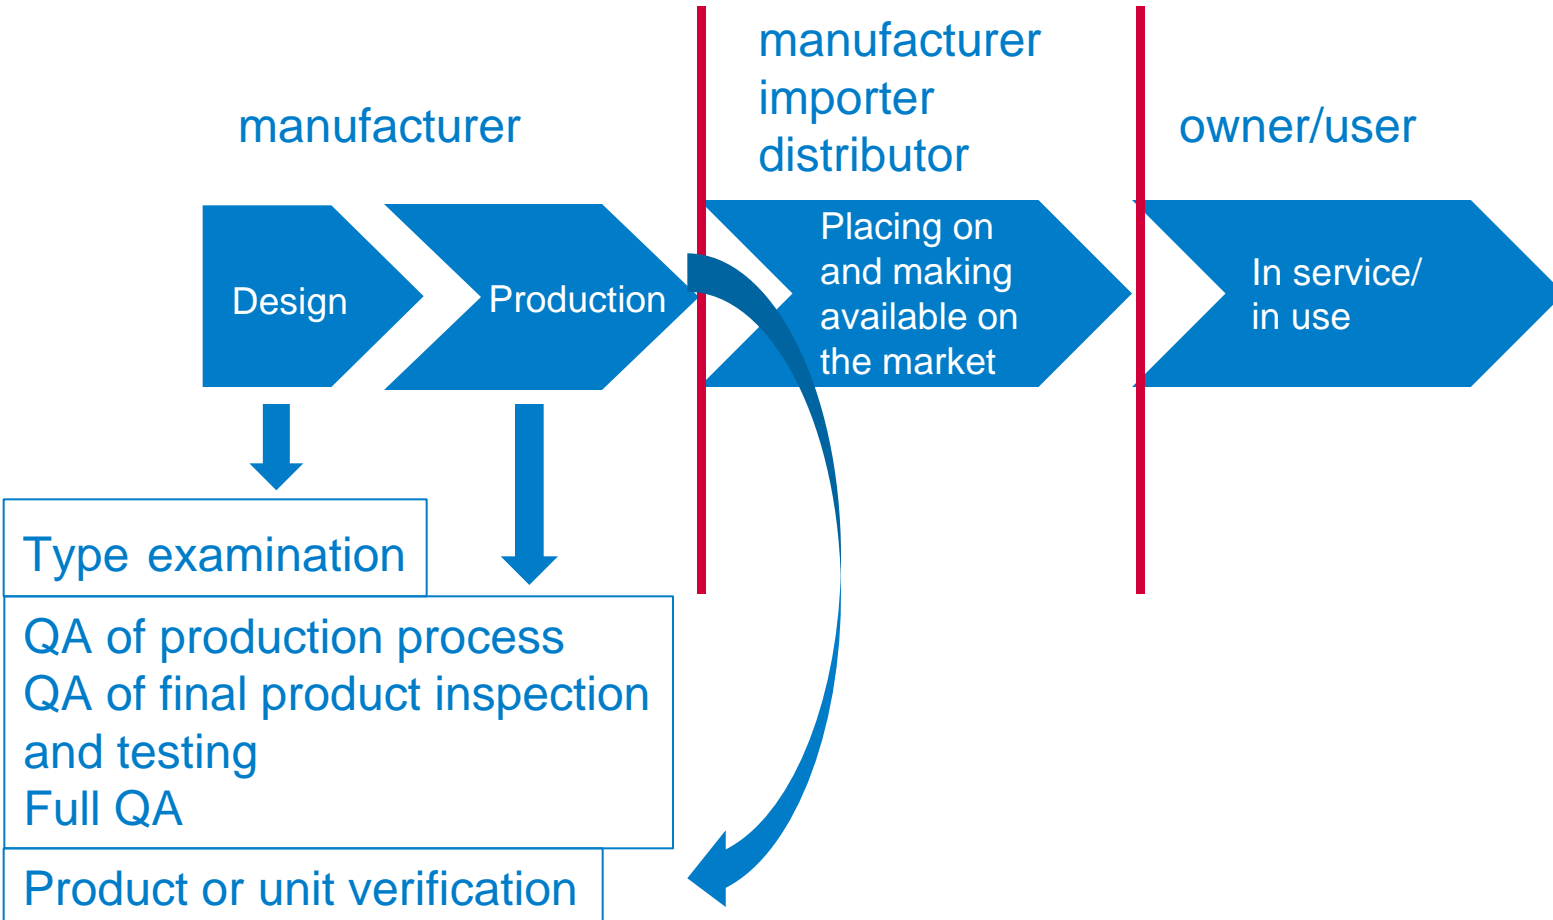 manufacturer
manufacturer
importer
distributor
owner/user
Design
Production
Placing on
and making
available on
the market
In service/
in use
Type examination
QA of production process
QA of final product inspection
and testing
Full QA
Product or unit verification